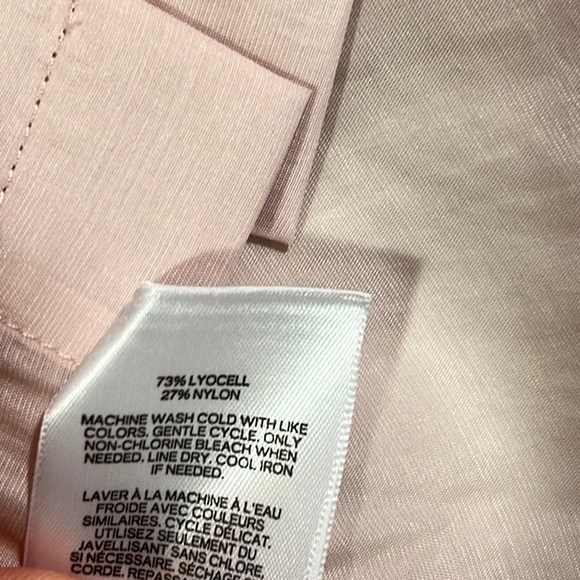 73% LYOCELL
27% NYLON
MACHINE WASH COLD WITH LIKE
COLORS. GENTLE CYCLE. ONLY
NON-CHLORINE BLEACH WHEN
NEEDED. LINE DRY. COOL IRON
IF NEEDED.
LAVER À LA MACHINE À L'EAU
FROIDE AVEC COULEURS
SIMILAIRES. CYCLE DÉLICAT.
UTILISEZ SEULEMENT DU
JAVELLISANT SANS CHLORE,
SI NÉCESSAIRE. SÉCHAGE
CORDE.